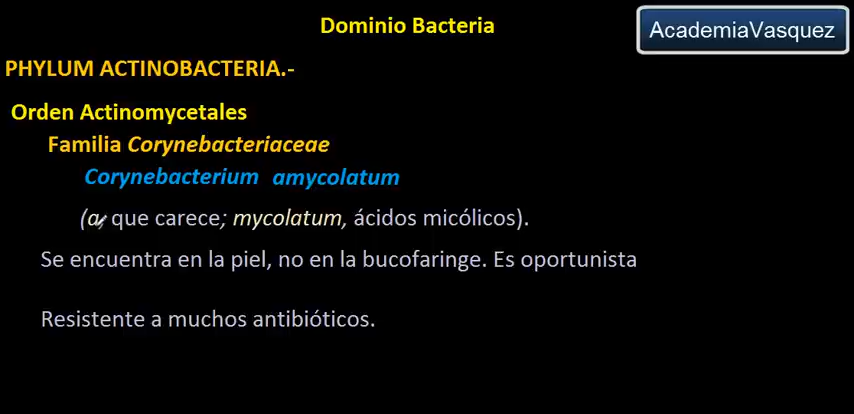 Dominio Bacteria
AcademiaVasquez
PHYLUM ACTINOBACTERIA.-
Orden Actinomycetales
Familia Corynebacteriaceae
Corynebacterium amycolatum
(a, que carece; mycolatum, ácidos micólicos).
Se encuentra en la piel, no en la bucofaringe. Es oportunista
Resistente a muchos antibióticos.